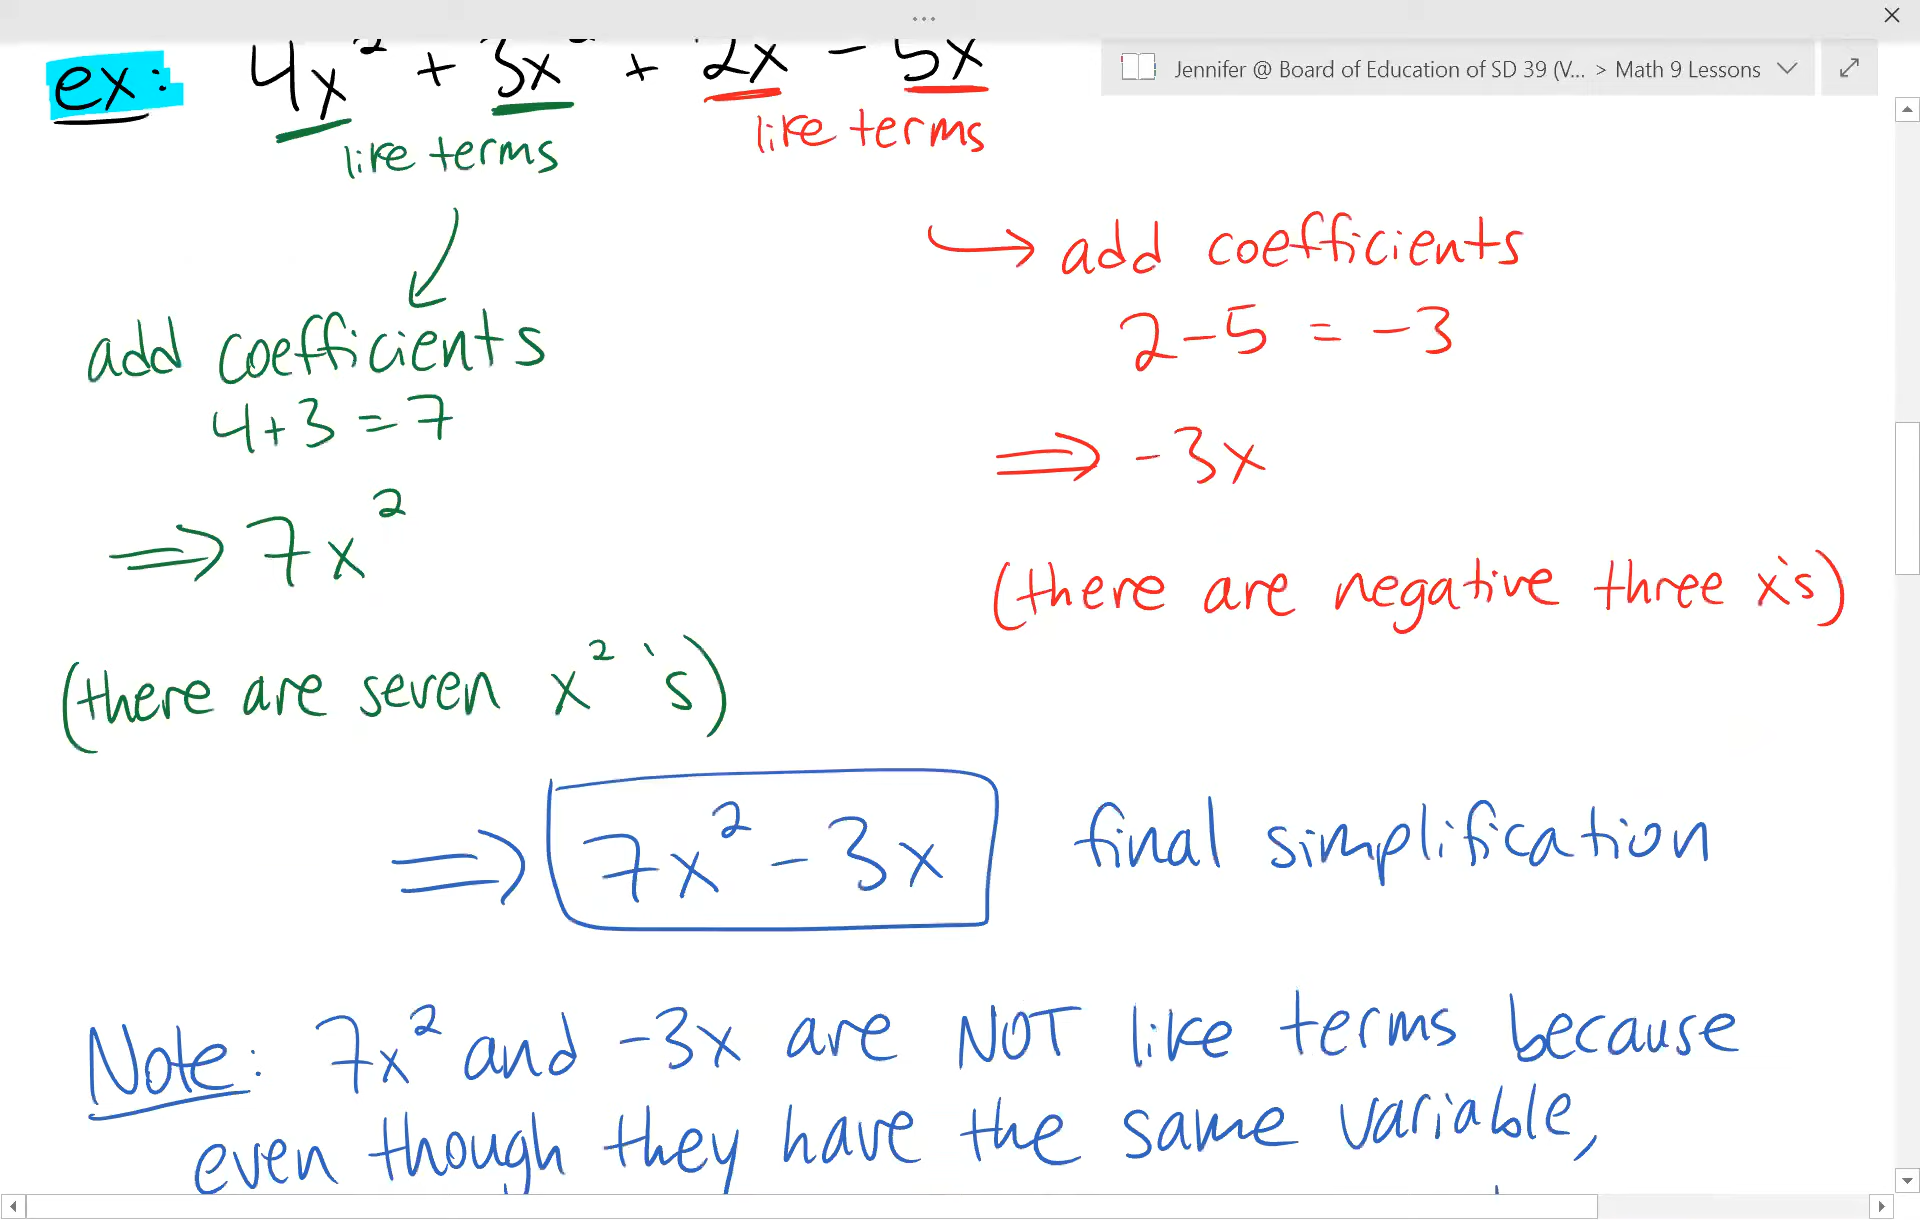 Jennifer @ Board of Education of SD 39 (V... > Math 9 Lessons
ex: 4x² + 3x² + 2x - 5x
like terms
like terms
add coefficients
4+3=7
⇒ 7x²
(there are seven x²'s)
→ add coefficients
2-5 = -3
⇒ -3x
(there are negative three x's)
⇒ 7x² - 3x final simplification
Note: 7x² and -3x are NOT like terms because
even though they have the same variable,